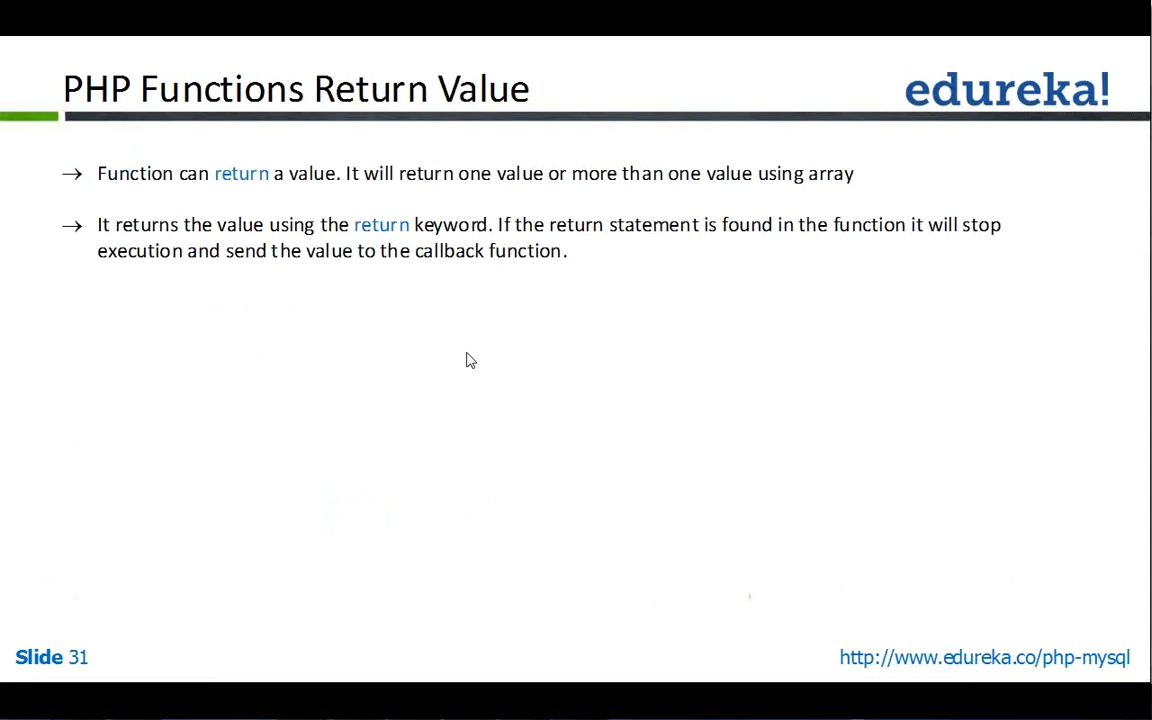 PHP Functions Return Value
edureka!
→ Function can return a value. It will return one value or more than one value using array
→ It returns the value using the return keyword. If the return statement is found in the function it will stop
execution and send the value to the callback function.
Slide 31
http://www.edureka.co/php-mysql